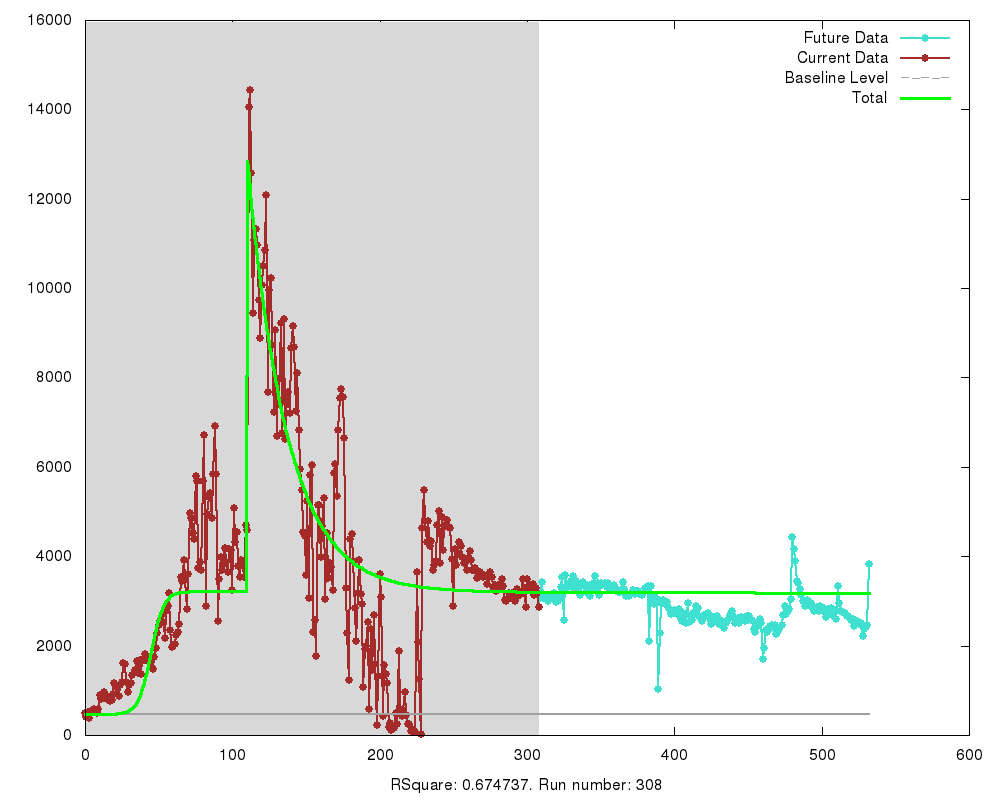 16000
14000
12000
10000
8000
6000
4000
2000
0
Future Data
Current Data
Baseline Level
Total
0 100 200 300 400 500 600
RSquare: 0.674737. Run number: 308